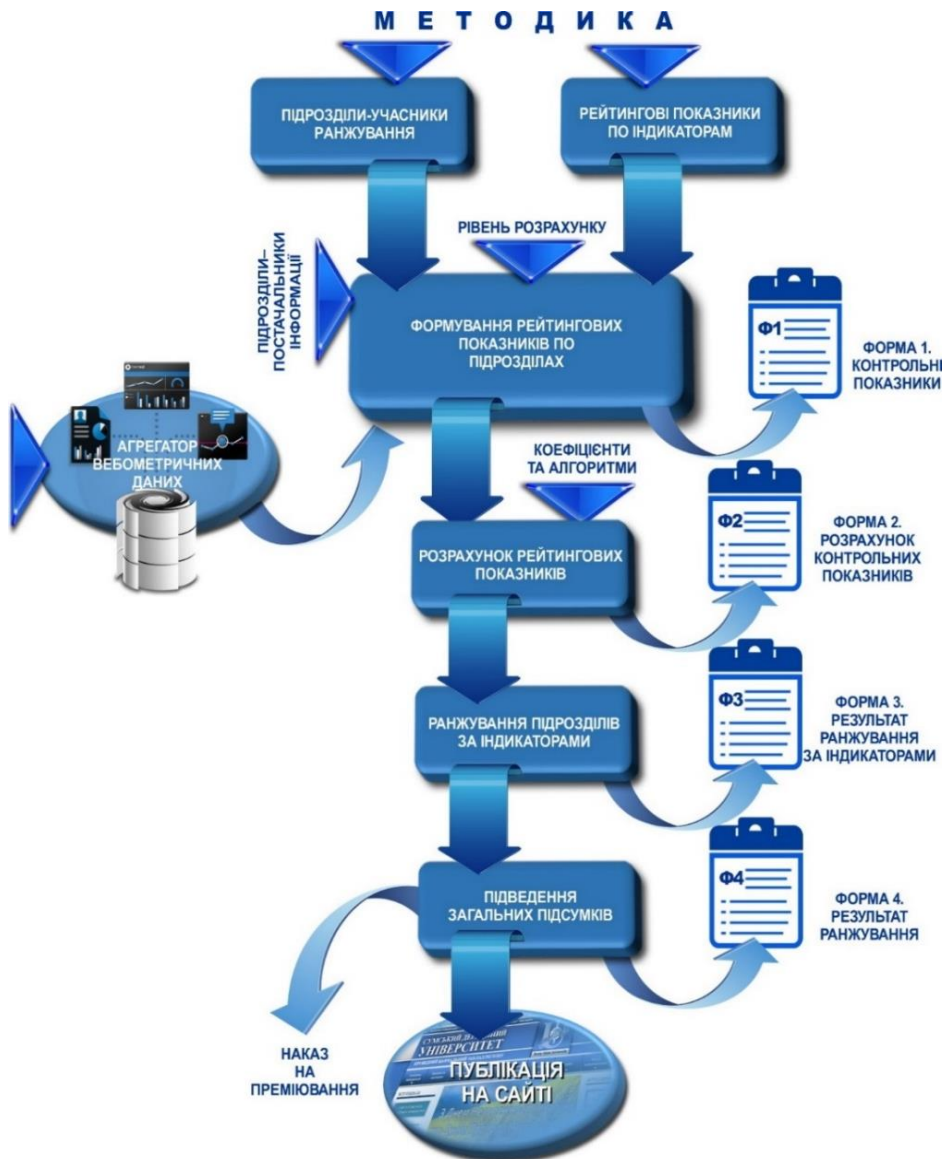 МЕТОДИКА
ПІДРОЗДІЛИ-УЧАСНИКИ
РАНЖУВАННЯ
РЕЙТИНГОВІ ПОКАЗНИКИ
ПО ІНДИКАТОРАМ
РІВЕНЬ РОЗРАХУНКУ
ПІДРОЗДІЛИ–
ПОСТАЧАЛЬНИКИ
ІНФОРМАЦІЇ
ФОРМУВАННЯ РЕЙТИНГОВИХ
ПОКАЗНИКІВ ПО
ПІДРОЗДІЛАХ
Ф1
ФОРМА 1.
КОНТРОЛЬНІ
ПОКАЗНИКИ
АГРЕГАТОР
ВЕБОМЕТРИЧНИХ
ДАНИХ
КОЕФІЦІЄНТИ
ТА АЛГОРИТМИ
РОЗРАХУНОК РЕЙТИНГОВИХ
ПОКАЗНИКІВ
Ф2
ФОРМА 2.
РОЗРАХУНОК
КОНТРОЛЬНИХ
ПОКАЗНИКІВ
РАНЖУВАННЯ ПІДРОЗДІЛІВ
ЗА ІНДИКАТОРАМИ
Ф3
ФОРМА 3.
РЕЗУЛЬТАТ
РАНЖУВАННЯ
ЗА ІНДИКАТОРАМИ
ПІДВЕДЕННЯ
ЗАГАЛЬНИХ ПІДСУМКІВ
Ф4
ФОРМА 4.
РЕЗУЛЬТАТ
РАНЖУВАННЯ
НАКАЗ
НА
ПРЕМІЮВАННЯ
УНІВЕРСИТЕТ
ПУБЛІКАЦІЯ
НА САЙТІ